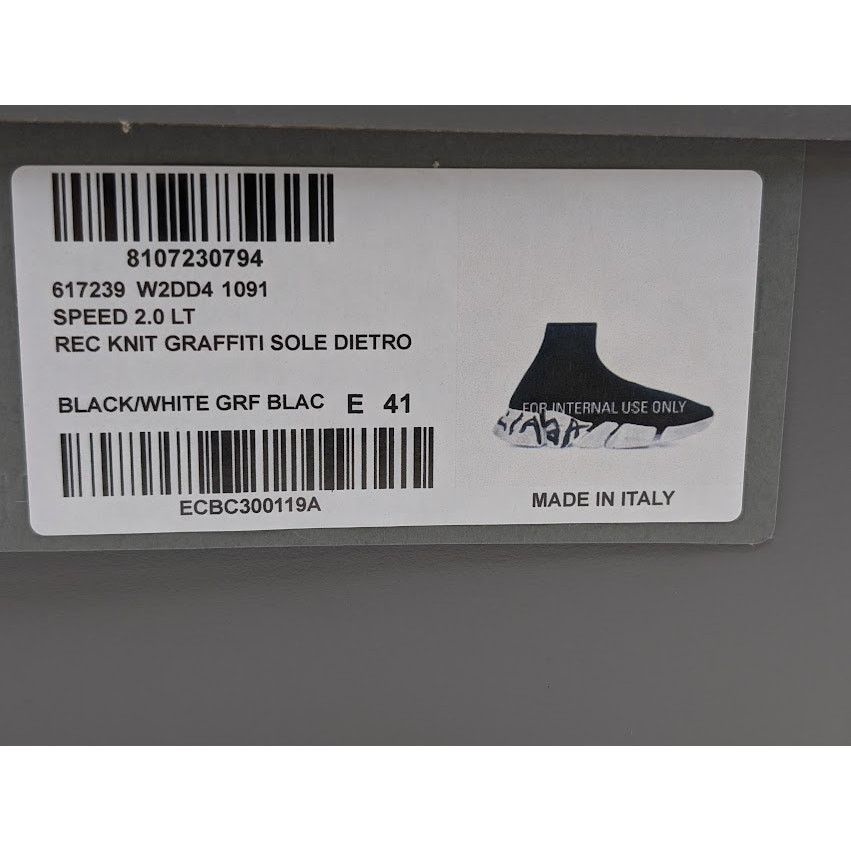 8107230794
617239 W2DD4 1091
SPEED 2.0 LT
REC KNIT GRAFFITI SOLE DIETRO
BLACK/WHITE GRF BLAC E 41
ECBC300119A
FOR INTERNAL USE ONLY
MADE IN ITALY